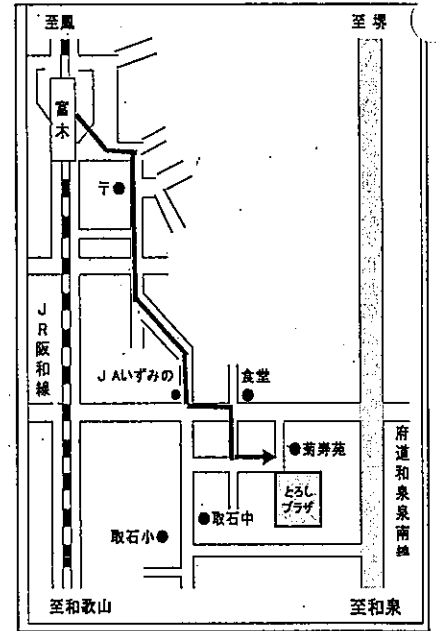 至鳳
至堺
富木
〒
JR阪和線
JAいずみの
食堂
府道和泉泉南線
菊寿苑
とろし
プラザ
取石中
取石小
至和歌山
至和泉